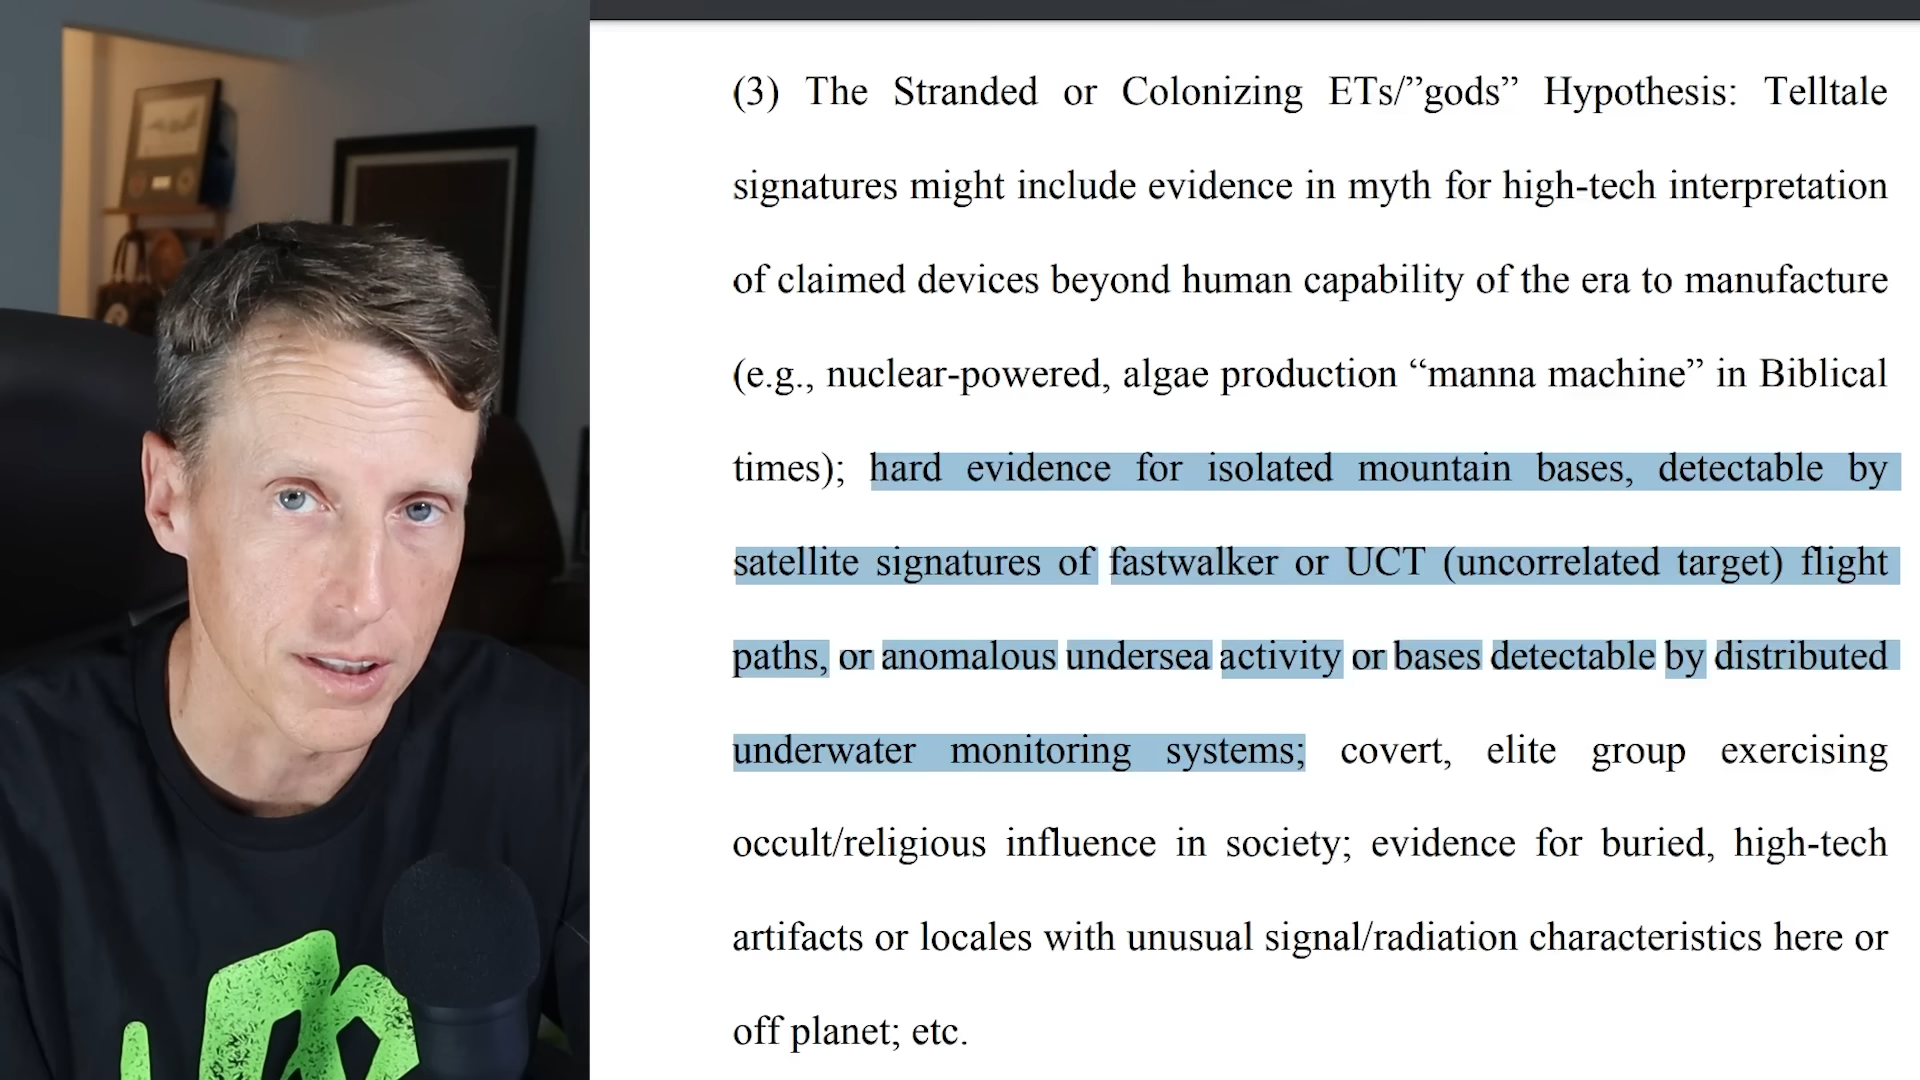 (3) The Stranded or Colonizing ETs/”gods” Hypothesis: Telltale
signatures might include evidence in myth for high-tech interpretation
of claimed devices beyond human capability of the era to manufacture
(e.g., nuclear-powered, algae production “manna machine” in Biblical
times); hard evidence for isolated mountain bases, detectable by
satellite signatures of fastwalker or UCT (uncorrelated target) flight
paths, or anomalous undersea activity or bases detectable by distributed
underwater monitoring systems; covert, elite group exercising
occult/religious influence in society; evidence for buried, high-tech
artifacts or locales with unusual signal/radiation characteristics here or
off planet; etc.